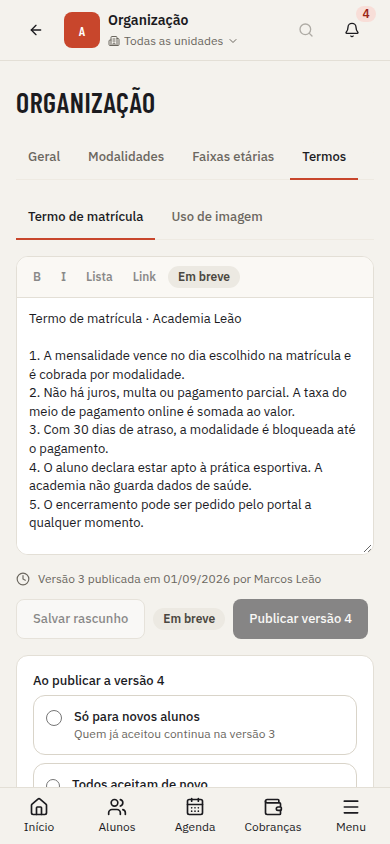 A
Organização
Todas as unidades
4
ORGANIZAÇÃO
Geral
Modalidades
Faixas etárias
Termos
Termo de matrícula
Uso de imagem
B
I
Lista
Link
Em breve
Termo de matrícula · Academia Leão
1. A mensalidade vence no dia escolhido na matrícula e
é cobrada por modalidade.
2. Não há juros, multa ou pagamento parcial. A taxa do
meio de pagamento online é somada ao valor.
3. Com 30 dias de atraso, a modalidade é bloqueada até
o pagamento.
4. O aluno declara estar apto à prática esportiva. A
academia não guarda dados de saúde.
5. O encerramento pode ser pedido pelo portal a
qualquer momento.
Versão 3 publicada em 01/09/2026 por Marcos Leão
Salvar rascunho
Em breve
Publicar versão 4
Ao publicar a versão 4
Só para novos alunos
Quem já aceitou continua na versão 3
Todos aceitam de novo
Início
Alunos
Agenda
Cobranças
Menu